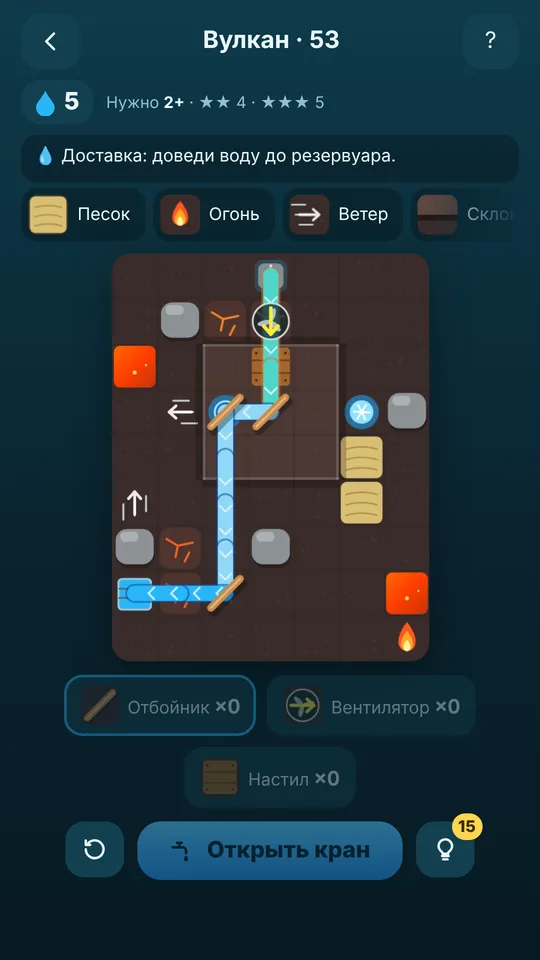 Вулкан · 53
?
5
Нужно 2+ · ★★ 4 · ★★★ 5
Доставка: доведи воду до резервуара.
Песок
Огонь
Ветер
Отбойник ×0
Вентилятор ×0
Настил ×0
15
Открыть кран